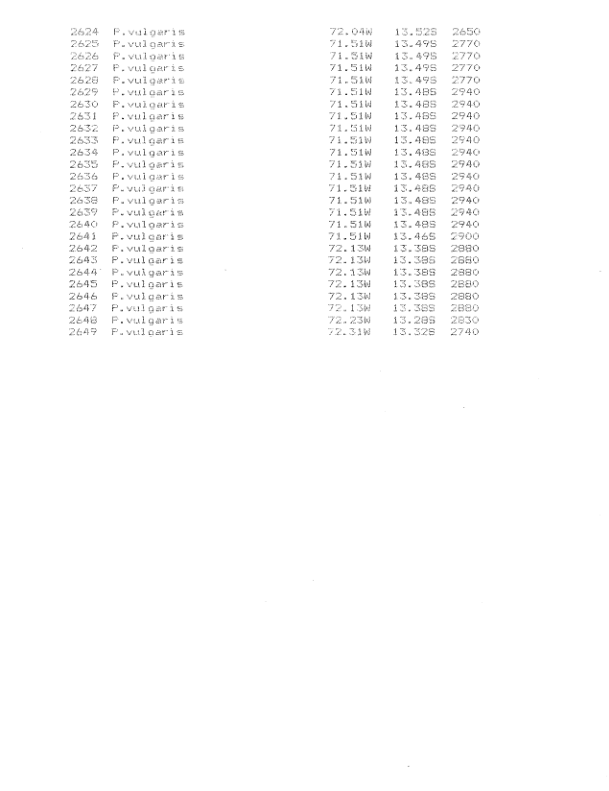 2624 P.vulgaris 72.04W 13.52S 2650
2625 P.vulgaris 71.51W 13.49S 2770
2626 P.vulgaris 71.51W 13.49S 2770
2627 P.vulgaris 71.51W 13.49S 2770
2628 P.vulgaris 71.51W 13.49S 2770
2629 P.vulgaris 71.51W 13.48S 2940
2630 P.vulgaris 71.51W 13.48S 2940
2631 P.vulgaris 71.51W 13.48S 2940
2632 P.vulgaris 71.51W 13.48S 2940
2633 P.vulgaris 71.51W 13.48S 2940
2634 P.vulgaris 71.51W 13.48S 2940
2635 P.vulgaris 71.51W 13.48S 2940
2636 P.vulgaris 71.51W 13.48S 2940
2637 P.vulgaris 71.51W 13.48S 2940
2638 P.vulgaris 71.51W 13.48S 2940
2639 P.vulgaris 71.51W 13.48S 2940
2640 P.vulgaris 71.51W 13.48S 2940
2641 P.vulgaris 71.51W 13.46S 2900
2642 P.vulgaris 72.13W 13.38S 2880
2643 P.vulgaris 72.13W 13.38S 2880
2644 P.vulgaris 72.13W 13.38S 2880
2645 P.vulgaris 72.13W 13.38S 2880
2646 P.vulgaris 72.13W 13.38S 2880
2647 P.vulgaris 72.13W 13.38S 2880
2648 P.vulgaris 72.23W 13.28S 2830
2649 P.vulgaris 72.31W 13.32S 2740